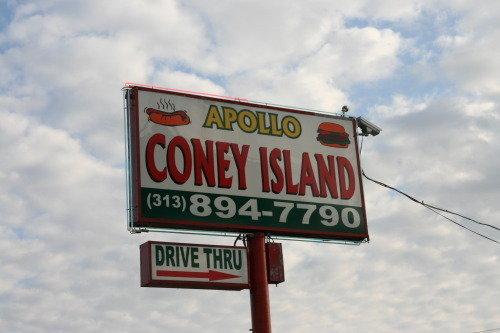 APOLLO
CONEY ISLAND
(313) 894-7790
DRIVE THRU